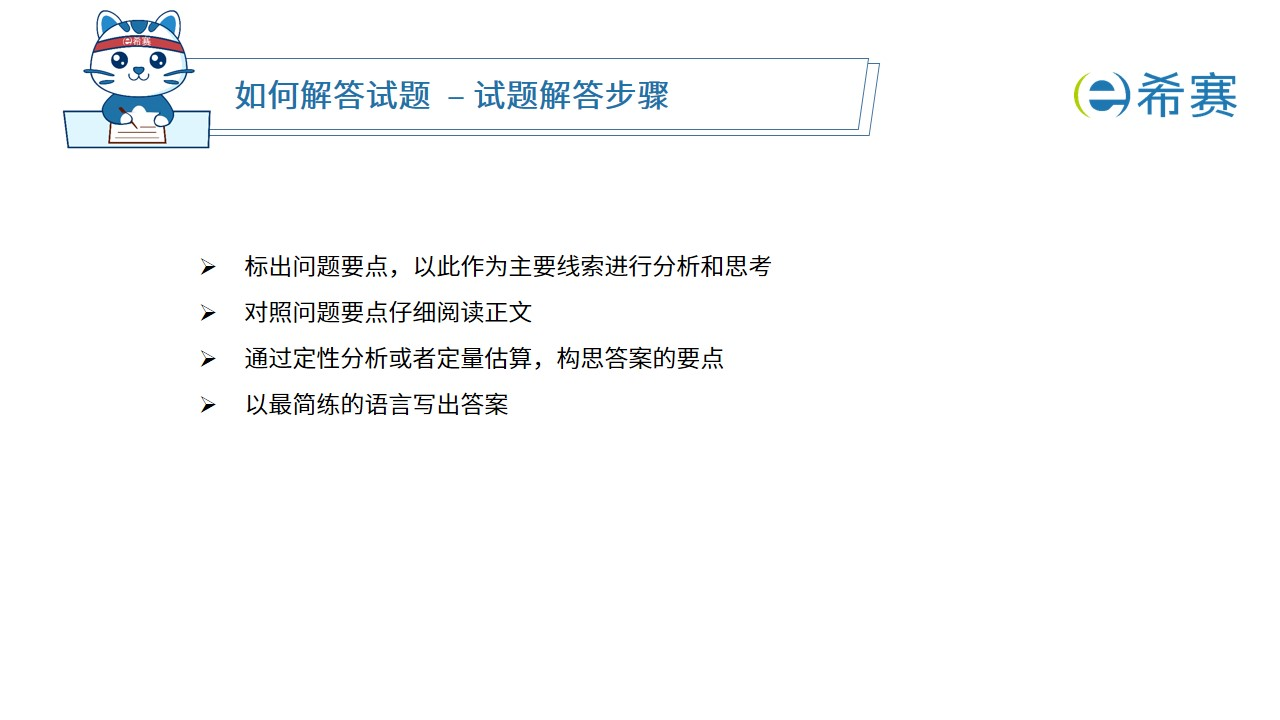 希赛
如何解答试题 – 试题解答步骤
希赛
标出问题要点，以此作为主要线索进行分析和思考
对照问题要点仔细阅读正文
通过定性分析或者定量估算，构思答案的要点
以最简练的语言写出答案